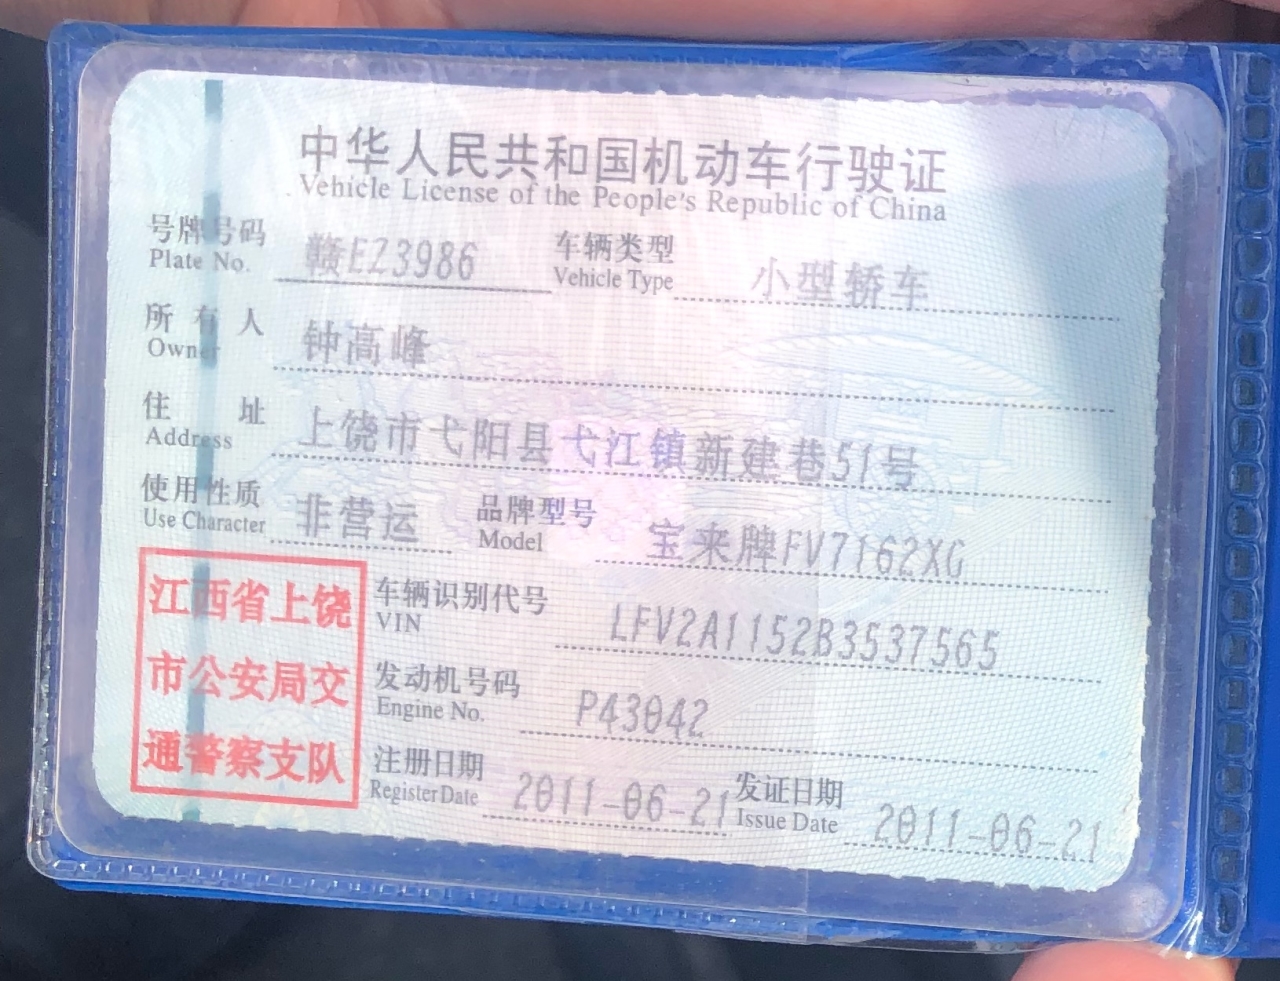 中华人民共和国机动车行驶证
Vehicle License of the People's Republic of China
号牌号码 赣EZ3986 车辆类型 小型轿车
Plate No. Vehicle Type
所有人 钟高峰
Owner
住址 上饶市弋阳县弋江镇新建巷51号
Address
使用性质 非营运 品牌型号 宝来牌FV7162XG
Use Character Model
江西省上饶
市公安局交
通警察支队
车辆识别代号 LFV2A1152B3537565
VIN
发动机号码 P43042
Engine No.
注册日期 2011-06-21 发证日期 2011-06-21
Register Date Issue Date